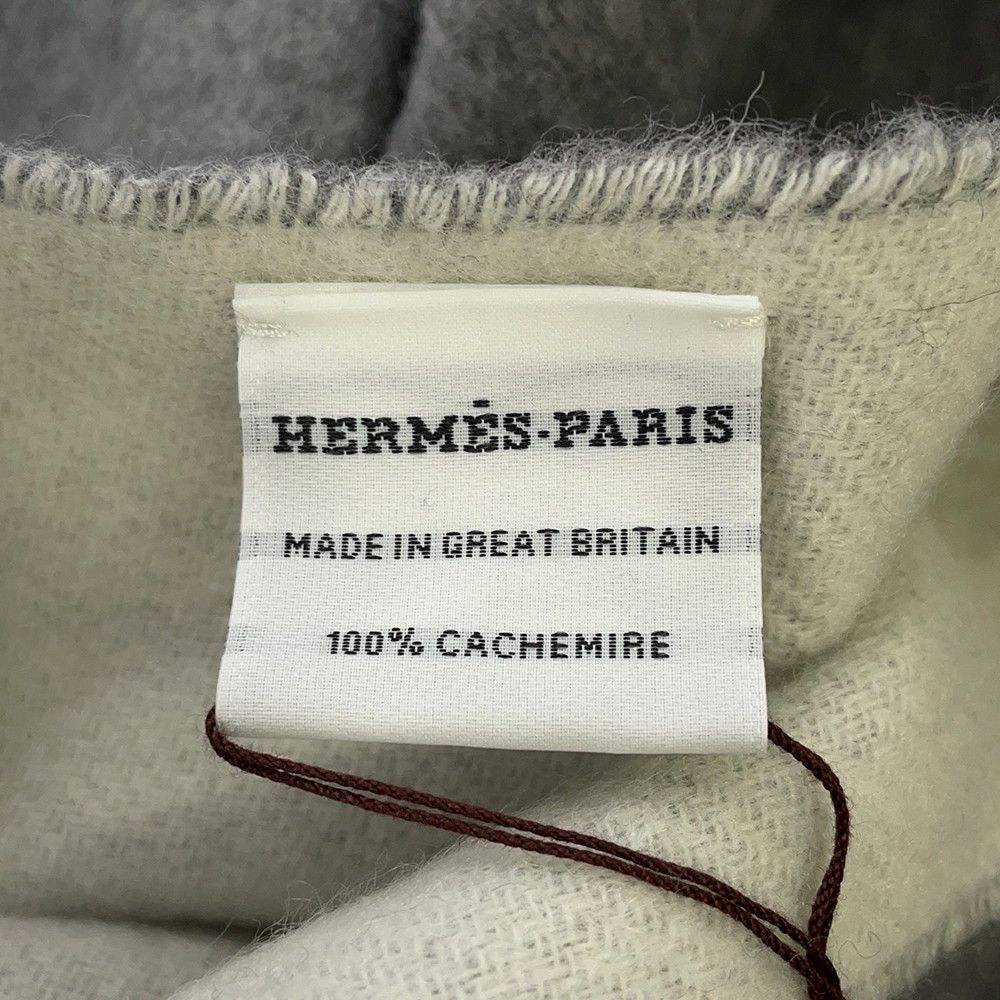 HERMÈS-PARIS
MADE IN GREAT BRITAIN
100% CACHEMIRE